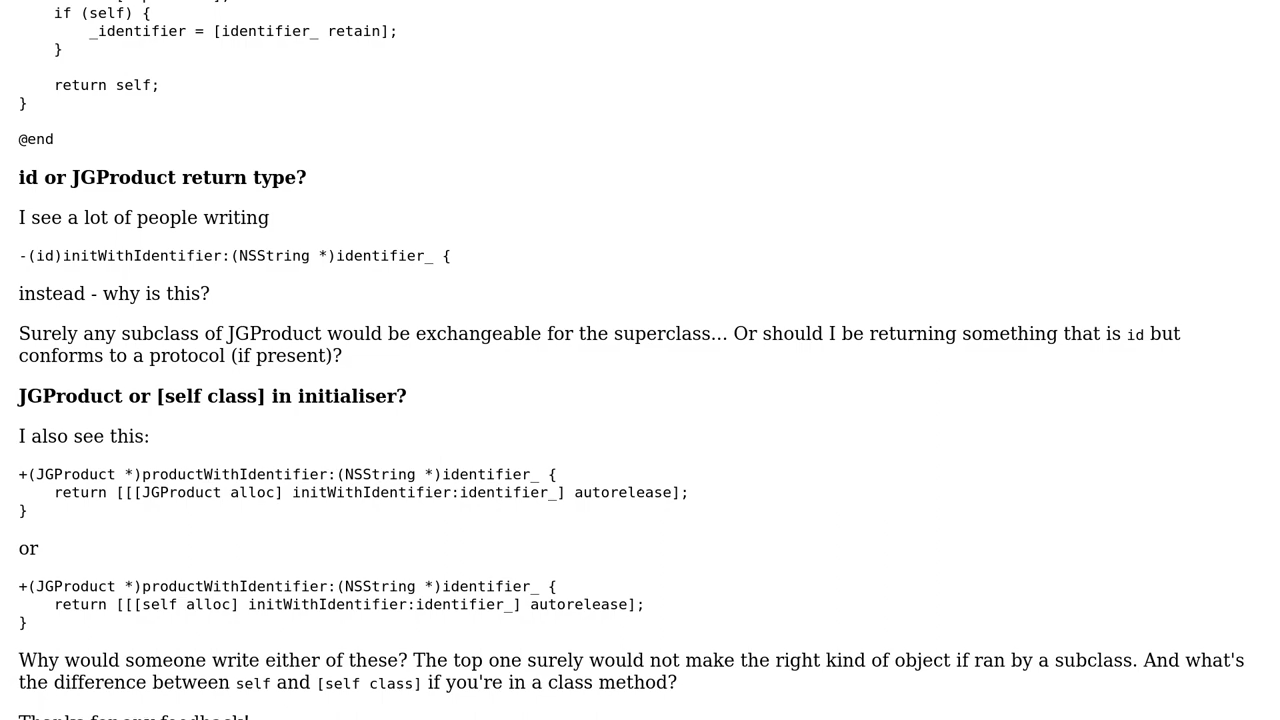 if (self) {
_identifier = [identifier_ retain];
}
return self;
}
@end
id or JGProduct return type?
I see a lot of people writing
-(id)initWithIdentifier:(NSString *)identifier_ {
instead - why is this?
Surely any subclass of JGProduct would be exchangeable for the superclass... Or should I be returning something that is id but
conforms to a protocol (if present)?
JGProduct or [self class] in initialiser?
I also see this:
+(JGProduct *)productWithIdentifier:(NSString *)identifier_ {
return [[[JGProduct alloc] initWithIdentifier:identifier_] autorelease];
}
or
+(JGProduct *)productWithIdentifier:(NSString *)identifier_ {
return [[[self alloc] initWithIdentifier:identifier_] autorelease];
}
Why would someone write either of these? The top one surely would not make the right kind of object if ran by a subclass. And what's
the difference between self and [self class] if you're in a class method?
Thanks for any feedback!